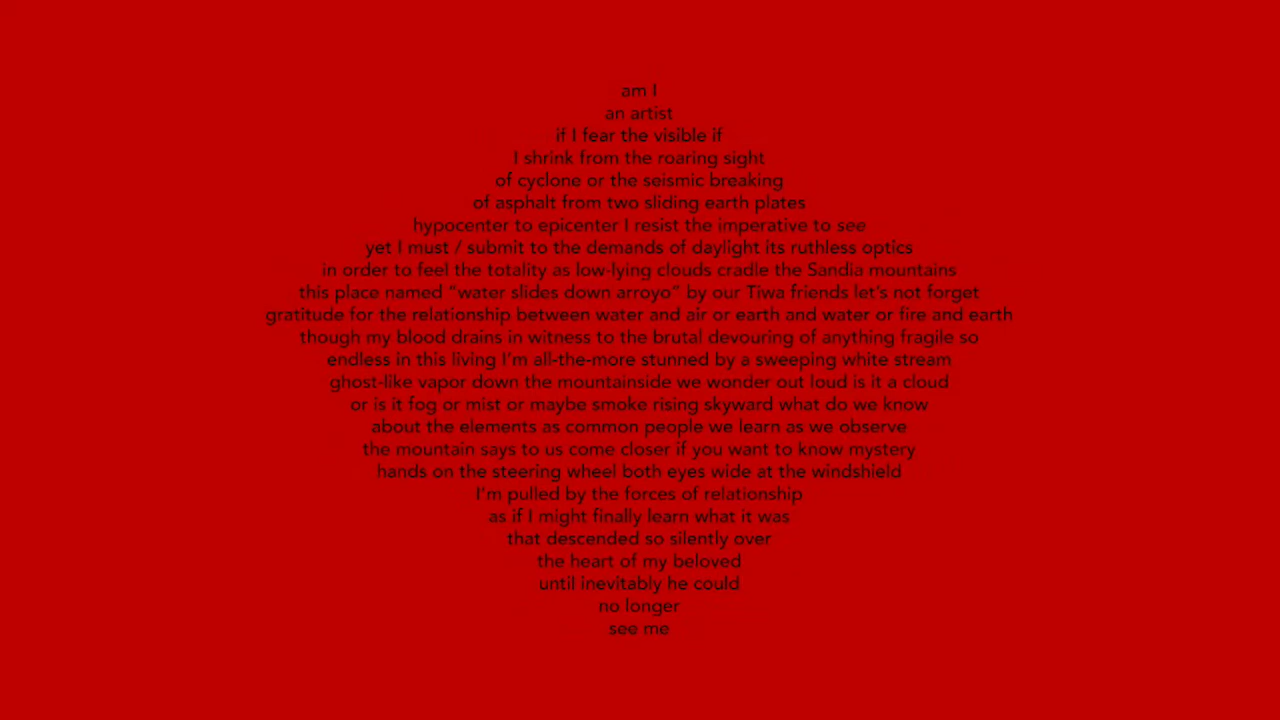 am I
an artist
if I fear the visible if
I shrink from the roaring sight
of cyclone or the seismic breaking
of asphalt from two sliding earth plates
hypocenter to epicenter I resist the imperative to see
yet I must / submit to the demands of daylight its ruthless optics
in order to feel the totality as low-lying clouds cradle the Sandia mountains
this place named “water slides down arroyo” by our Tiwa friends let’s not forget
gratitude for the relationship between water and air or earth and water or fire and earth
though my blood drains in witness to the brutal devouring of anything fragile so
endless in this living I’m all-the-more stunned by a sweeping white stream
ghost-like vapor down the mountainside we wonder out loud is it a cloud
or is it fog or mist or maybe smoke rising skyward what do we know
about the elements as common people we learn as we observe
the mountain says to us come closer if you want to know mystery
hands on the steering wheel both eyes wide at the windshield
I’m pulled by the forces of relationship
as if I might finally learn what it was
that descended so silently over
the heart of my beloved
until inevitably he could
no longer
see me